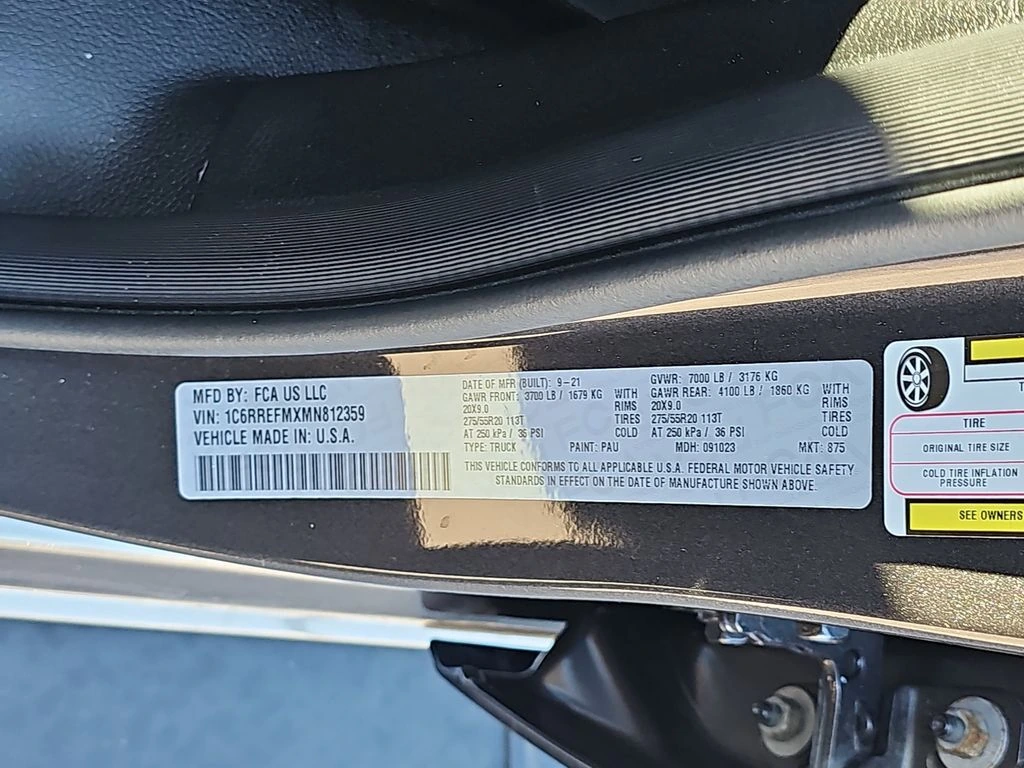 MFD BY: FCA US LLC
VIN: 1C6RREFMXMN812359
VEHICLE MADE IN: U.S.A.
DATE OF MFR (BUILT): 9-21
GAWR FRONT: 3700 LB / 1679 KG WITH
20X9.0 RIMS
275/55R20 113T TIRES
AT 250 kPa / 36 PSI COLD
TYPE: TRUCK PAINT: PAU
GVWR: 7000 LB / 3176 KG
GAWR REAR: 4100 LB / 1860 KG WITH
20X9.0 RIMS
275/55R20 113T TIRES
AT 250 kPa / 36 PSI COLD
MDH: 091023 MKT: 875
THIS VEHICLE CONFORMS TO ALL APPLICABLE U.S.A. FEDERAL MOTOR VEHICLE SAFETY
STANDARDS IN EFFECT ON THE DATE OF MANUFACTURE SHOWN ABOVE.
TIRE
ORIGINAL TIRE SIZE
COLD TIRE INFLATION
PRESSURE
SEE OWNERS